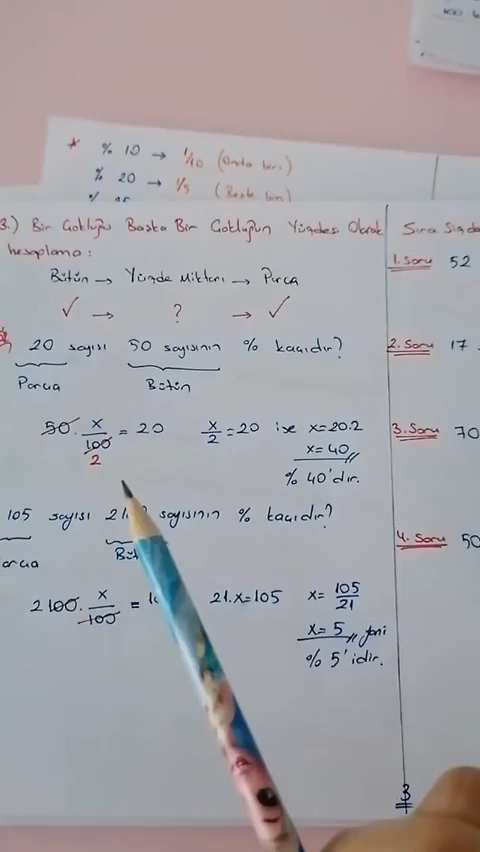 * % 10 → 1/10 (Onda biri)
% 20 → 1/5 (Beşte biri)
3.) Bir Çokluğu Başka Bir Çokluğun Yüzdesi Olarak
hesaplama:
Bütün → Yüzde Miktarı → Parça
✓ → ? → ✓
20 sayısı 50 sayısının % kaçıdır?
Parça Bütün
50. x/100 = 20 x/2 = 20 ise x=20.2
2 x=40
% 40'dır.
105 sayısı sayısının % kaçıdır?
2100. x/100 = 21.x=105 x= 105/21
x=5 yani
% 5'idir.
Sıra Sizde
1. Soru 52
2. Soru 17
3. Soru 70
4. Soru 50
3